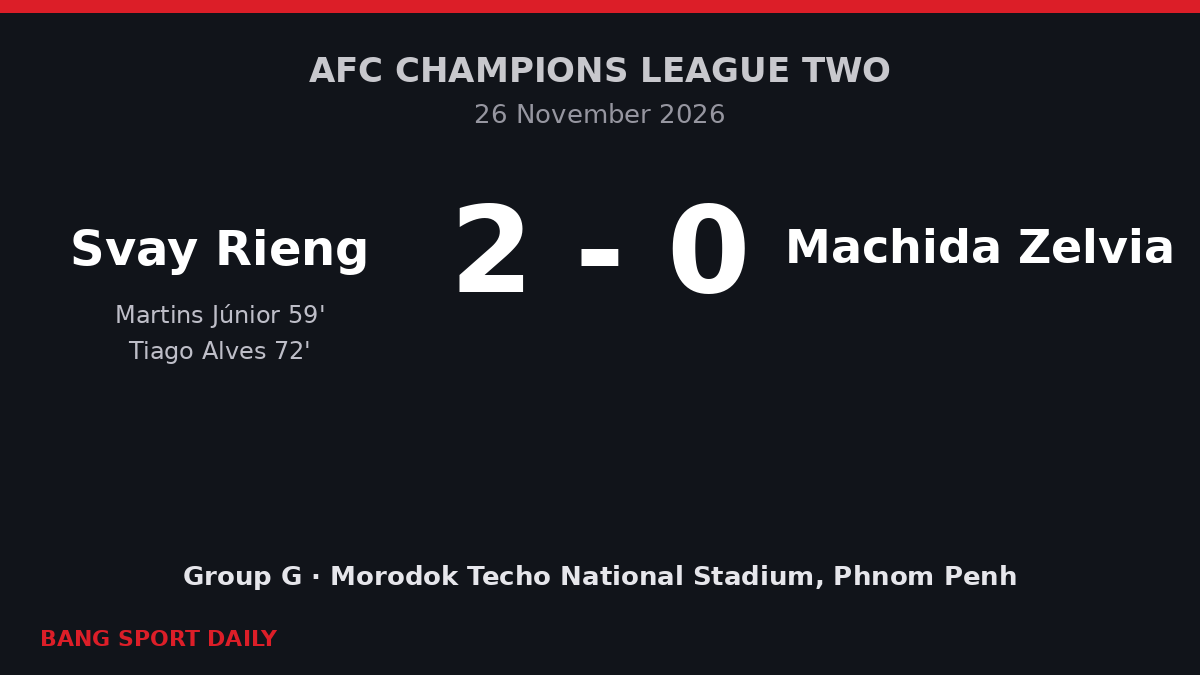 AFC CHAMPIONS LEAGUE TWO
26 November 2026
Svay Rieng 2 - 0 Machida Zelvia
Martins Júnior 59'
Tiago Alves 72'
Group G · Morodok Techo National Stadium, Phnom Penh
BANG SPORT DAILY